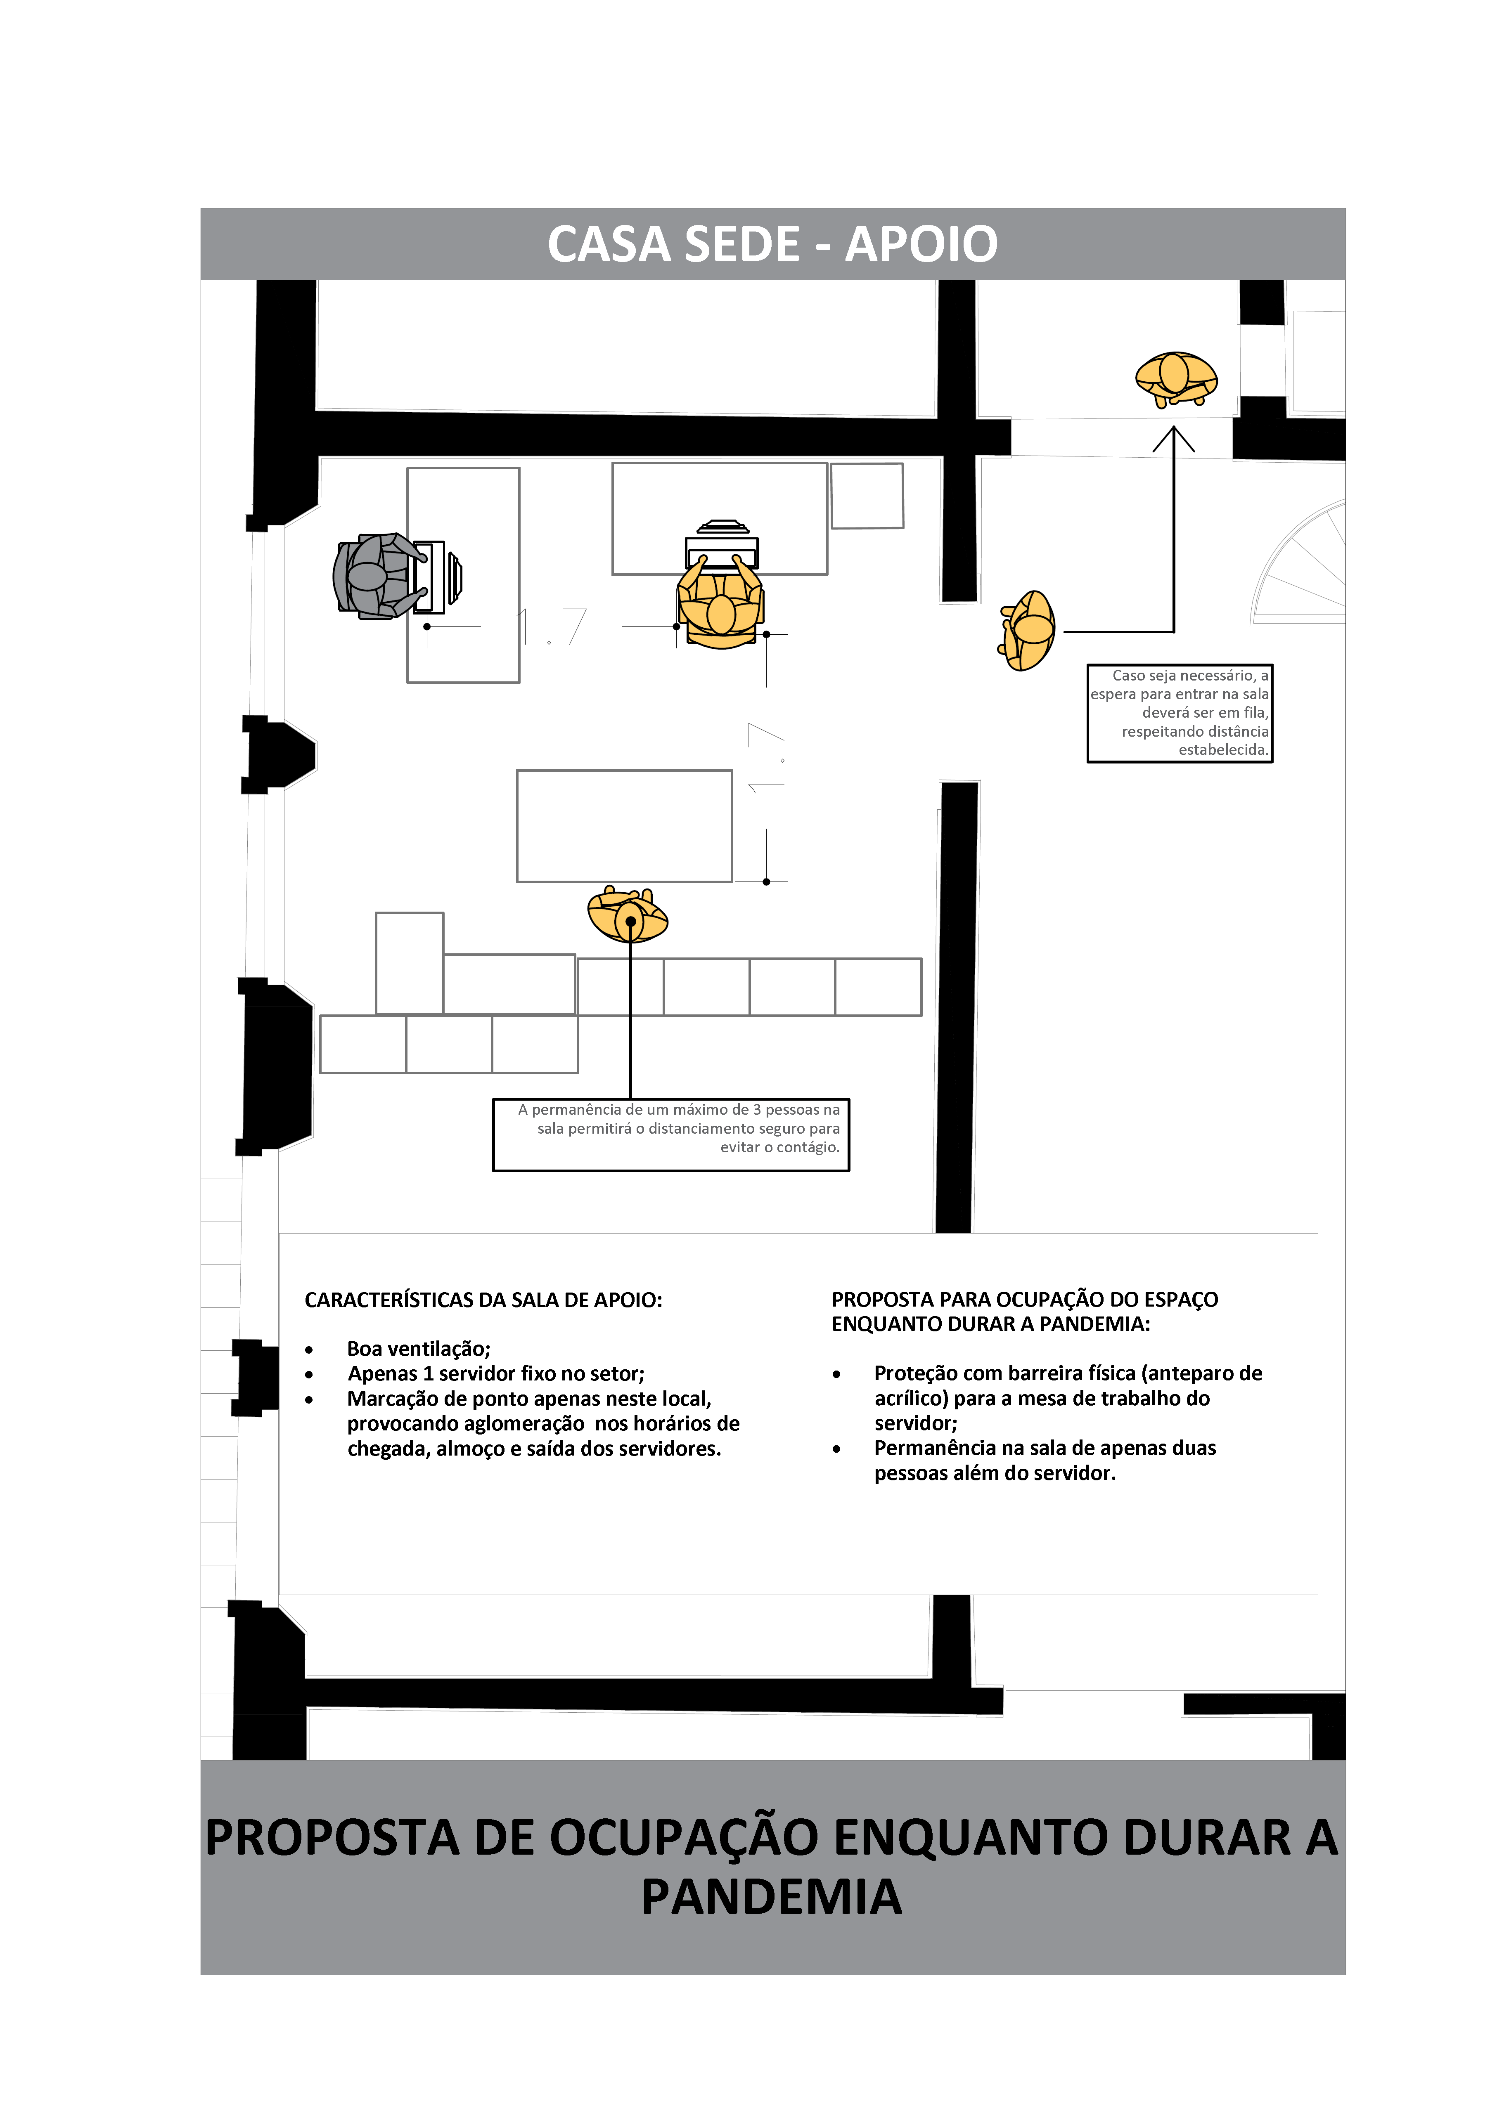 CASA SEDE - APOIO
1.7
1.7
Caso seja necessário, a
espera para entrar na sala
deverá ser em fila,
respeitando distância
estabelecida.
A permanência de um máximo de 3 pessoas na
sala permitirá o distanciamento seguro para
evitar o contágio.
CARACTERÍSTICAS DA SALA DE APOIO:
• Boa ventilação;
• Apenas 1 servidor fixo no setor;
• Marcação de ponto apenas neste local,
provocando aglomeração nos horários de
chegada, almoço e saída dos servidores.
PROPOSTA PARA OCUPAÇÃO DO ESPAÇO
ENQUANTO DURAR A PANDEMIA:
• Proteção com barreira física (anteparo de
acrílico) para a mesa de trabalho do
servidor;
• Permanência na sala de apenas duas
pessoas além do servidor.
PROPOSTA DE OCUPAÇÃO ENQUANTO DURAR A
PANDEMIA